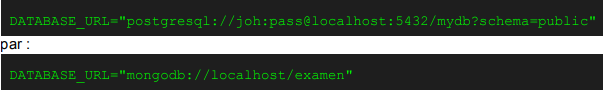 DATABASE_URL="postgresql://joh:pass@localhost:5432/mydb?schema=public"
par :
DATABASE_URL="mongodb://localhost/examen"